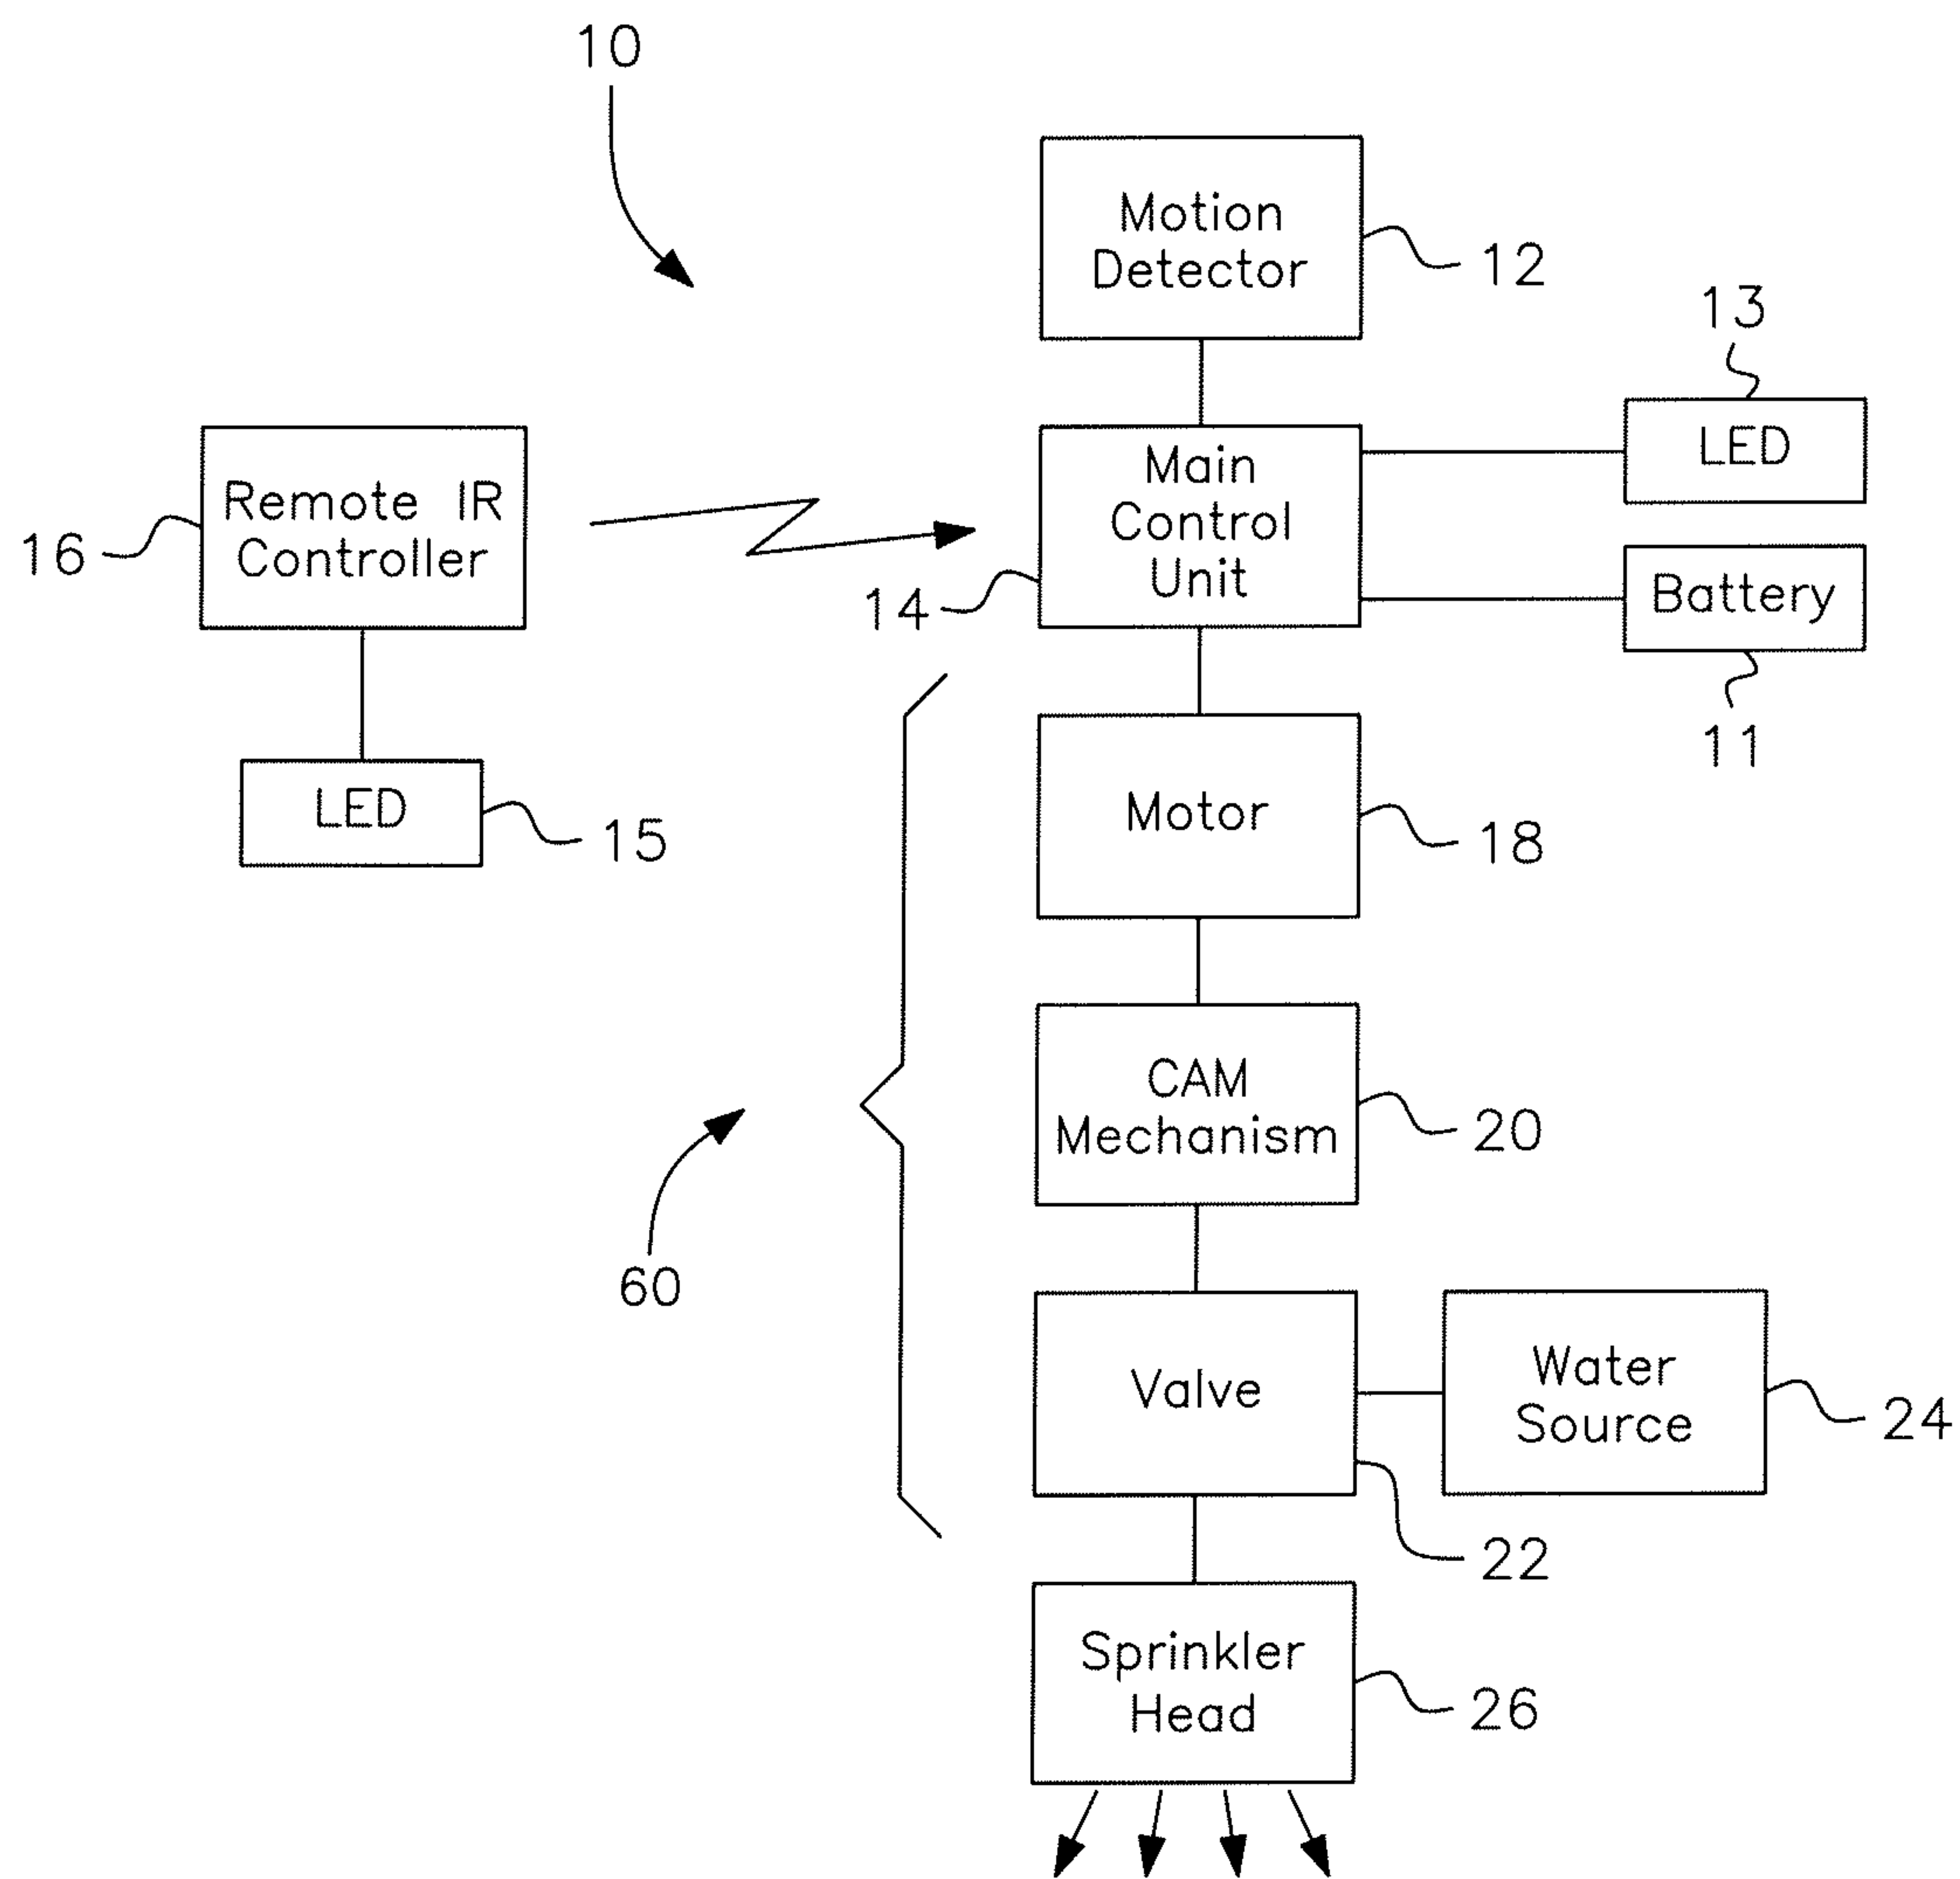 10
Motion
Detector
12
13
LED
Main
Control
Unit
14
Remote IR
Controller
16
Battery
11
LED
15
Motor
18
CAM
Mechanism
20
60
Valve
22
Water
Source
24
Sprinkler
Head
26